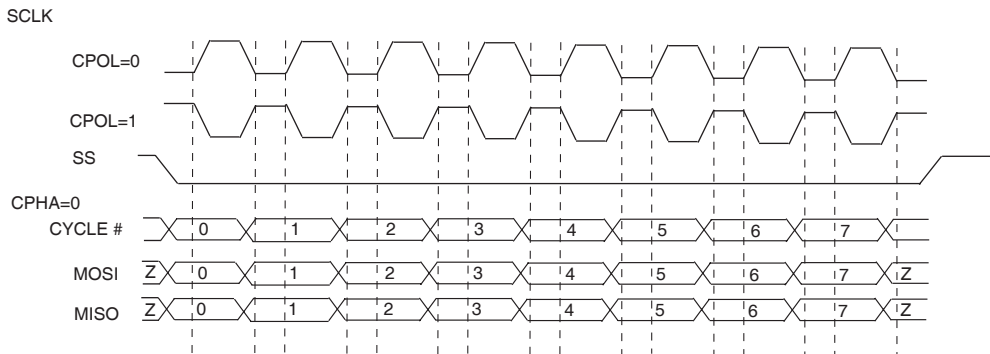 SCLK
CPOL=0
CPOL=1
SS
CPHA=0
CYCLE # 0 1 2 3 4 5 6 7
MOSI Z 0 1 2 3 4 5 6 7 Z
MISO Z 0 1 2 3 4 5 6 7 Z